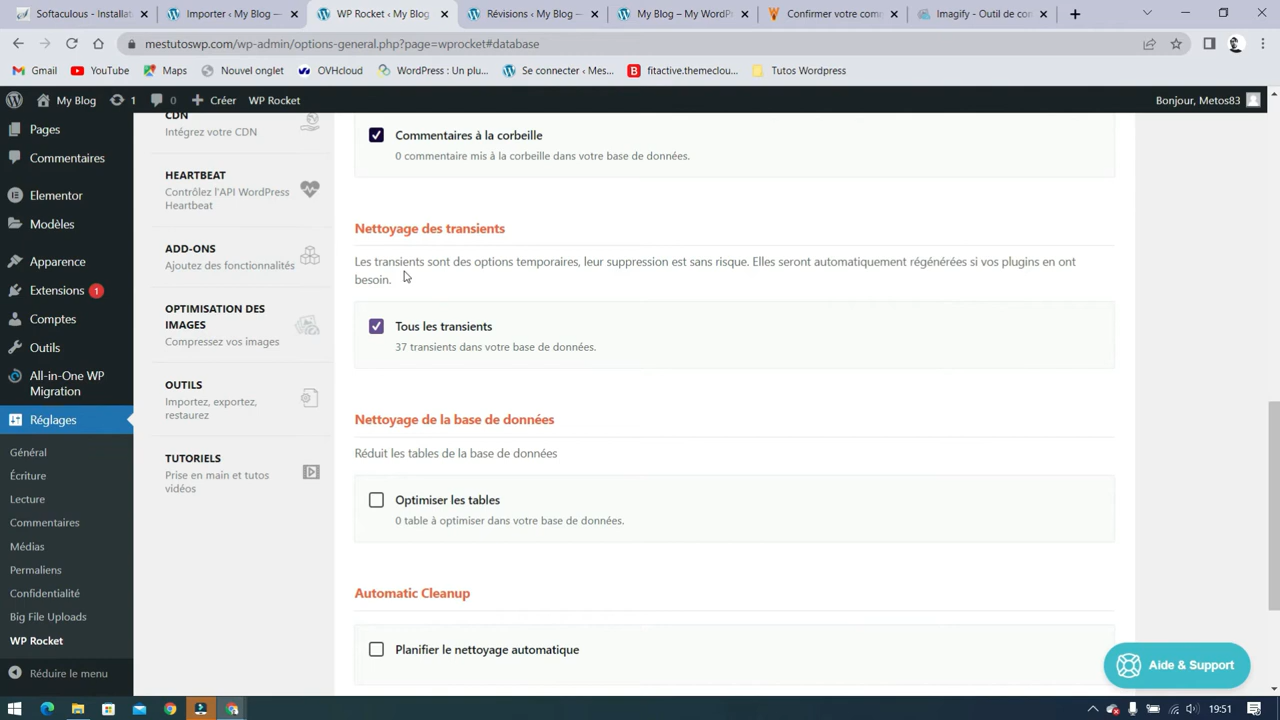 Softaculous - Installat
Importer ‹ My Blog —
WP Rocket ‹ My Blog
Révisions ‹ My Blog —
My Blog – My WordPr
Confirmer votre com
Imagify - Outil de con
mestutoswp.com/wp-admin/options-general.php?page=wprocket#database
Gmail
YouTube
Maps
Nouvel onglet
OVHcloud
WordPress : Un plu...
Se connecter ‹ Mes...
fitactive.themeclou...
Tutos Wordpress
My Blog
1
0
Créer
WP Rocket
Bonjour, Metos83
Pages
Commentaires
Elementor
Modèles
Apparence
Extensions 1
Comptes
Outils
All-in-One WP
Migration
Réglages
Général
Écriture
Lecture
Commentaires
Médias
Permaliens
Confidentialité
Big File Uploads
WP Rocket
Réduire le menu
CDN
Intégrez votre CDN
HEARTBEAT
Contrôlez l'API WordPress
Heartbeat
ADD-ONS
Ajoutez des fonctionnalités
OPTIMISATION DES
IMAGES
Compressez vos images
OUTILS
Importez, exportez,
restaurez
TUTORIELS
Prise en main et tutos
vidéos
Commentaires à la corbeille
0 commentaire mis à la corbeille dans votre base de données.
Nettoyage des transients
Les transients sont des options temporaires, leur suppression est sans risque. Elles seront automatiquement régénérées si vos plugins en ont
besoin.
Tous les transients
37 transients dans votre base de données.
Nettoyage de la base de données
Réduit les tables de la base de données
Optimiser les tables
0 table à optimiser dans votre base de données.
Automatic Cleanup
Planifier le nettoyage automatique
Aide & Support
19:51